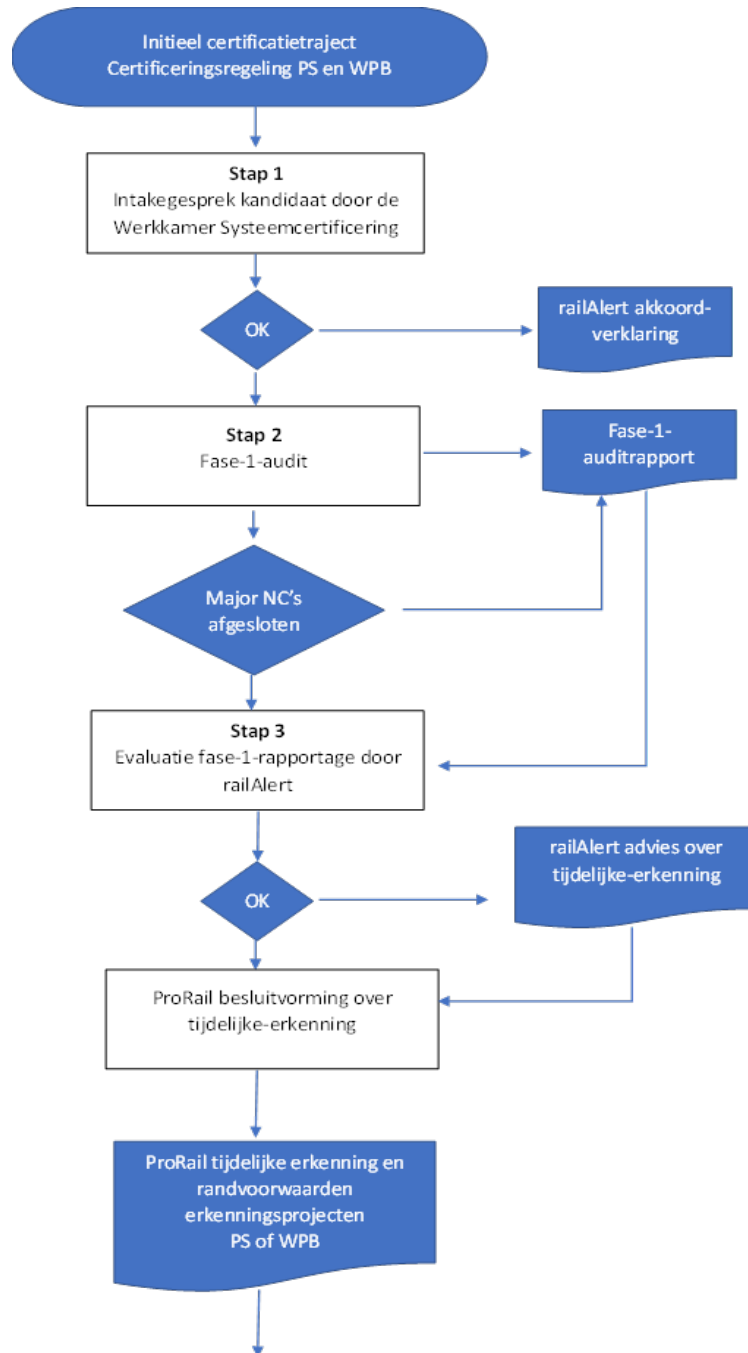 Initieel certificatietraject
Certificeringsregeling PS en WPB
Stap 1
Intakegesprek kandidaat door de
Werkkamer Systeemcertificering
OK
railAlert akkoord-
verklaring
Stap 2
Fase-1-audit
Fase-1-
auditrapport
Major NC's
afgesloten
Stap 3
Evaluatie fase-1-rapportage door
railAlert
OK
railAlert advies over
tijdelijke-erkenning
ProRail besluitvorming over
tijdelijke-erkenning
ProRail tijdelijke erkenning en
randvoorwaarden
erkenningsprojecten
PS of WPB